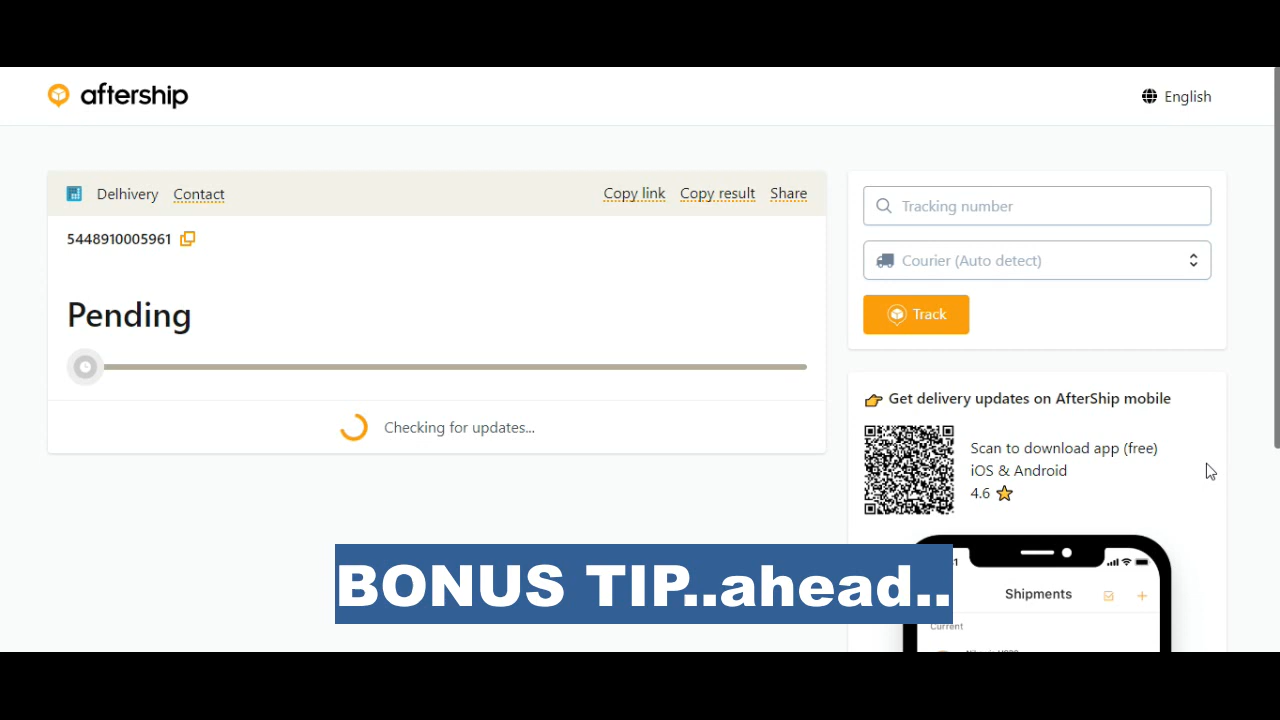 aftership
English
Delhivery Contact Copy link Copy result Share
5448910005961
Pending
Checking for updates...
Tracking number
Courier (Auto detect)
Track
Get delivery updates on AfterShip mobile
Scan to download app (free)
iOS & Android
4.6
BONUS TIP..ahead..
Shipments
Current